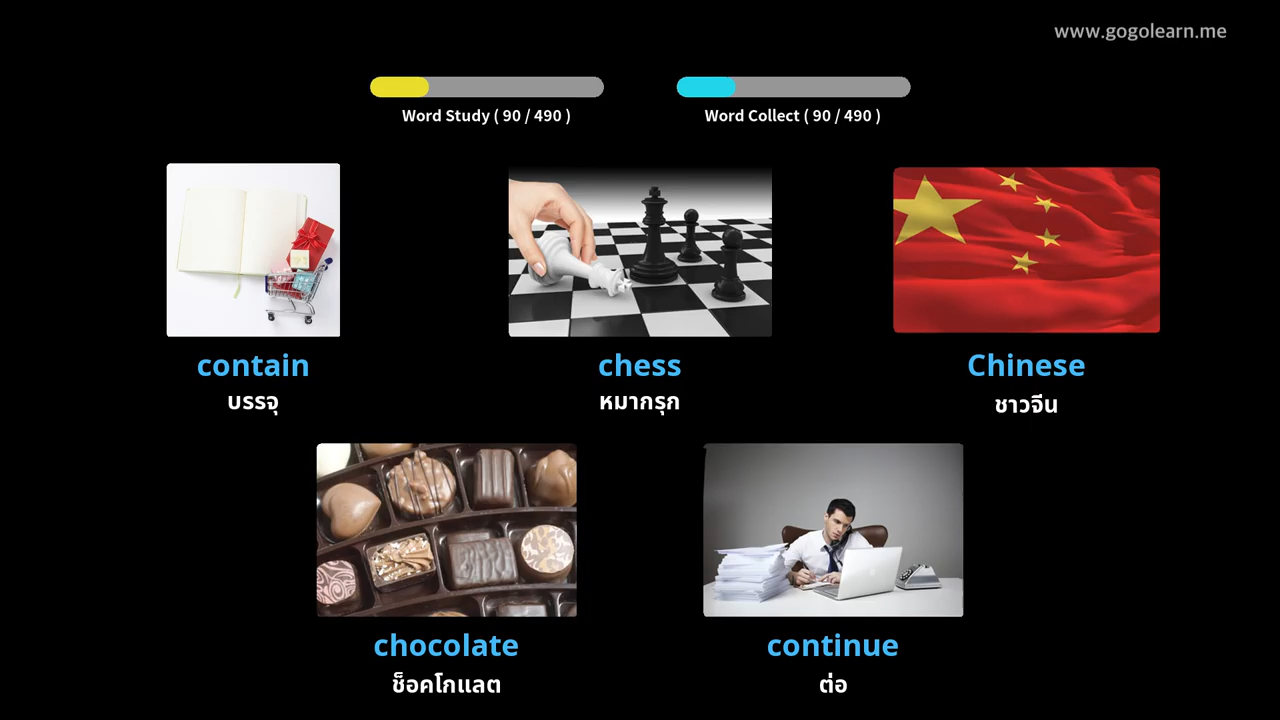 www.gogolearn.me
Word Study ( 90 / 490 )
Word Collect ( 90 / 490 )
contain
บรรจุ
chess
หมากรุก
Chinese
ชาวจีน
chocolate
ช็อคโกแลต
continue
ต่อ